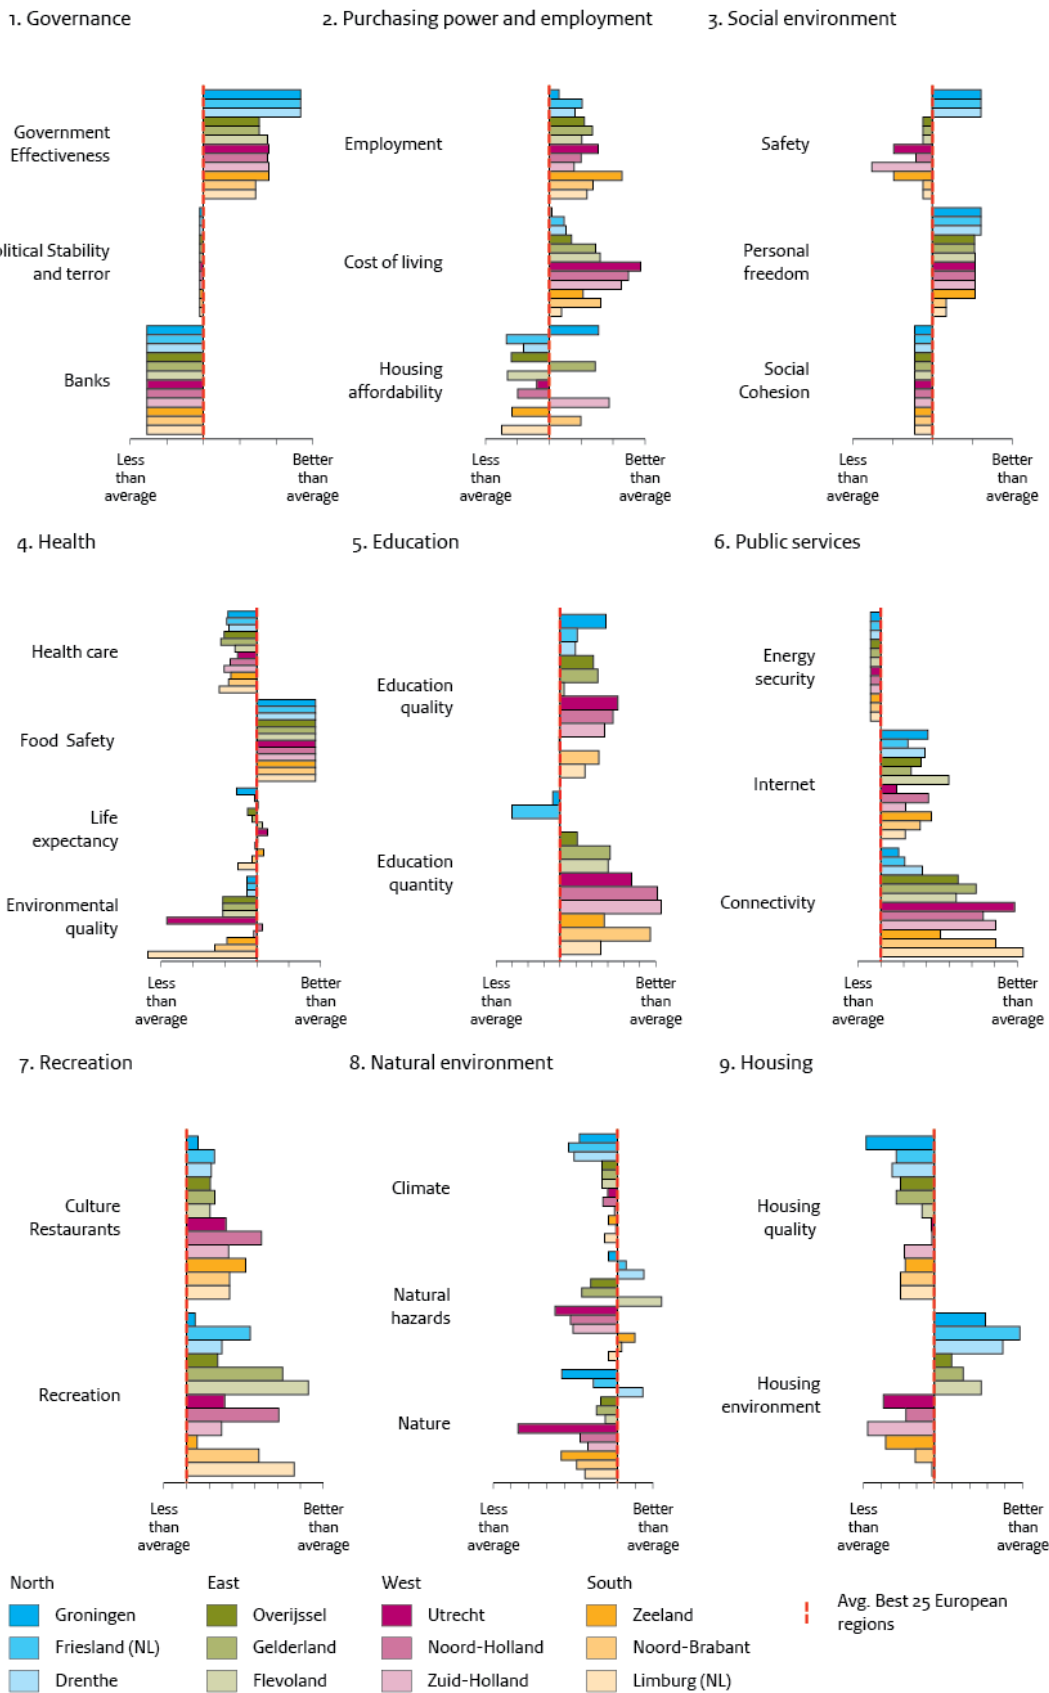 1. Governance
2. Purchasing power and employment
3. Social environment
Government
Effectiveness
olitical Stability
and terror
Banks
Less
than
average
Better
than
average
Employment
Cost of living
Housing
affordability
Less
than
average
Better
than
average
Safety
Personal
freedom
Social
Cohesion
Less
than
average
Better
than
average
4. Health
5. Education
6. Public services
Health care
Food Safety
Life
expectancy
Environmental
quality
Less
than
average
Better
than
average
Education
quality
Education
quantity
Less
than
average
Better
than
average
Energy
security
Internet
Connectivity
Less
than
average
Better
than
average
7. Recreation
8. Natural environment
9. Housing
Culture
Restaurants
Recreation
Less
than
average
Better
than
average
Climate
Natural
hazards
Nature
Less
than
average
Better
than
average
Housing
quality
Housing
environment
Less
than
average
Better
than
average
North
Groningen
Friesland (NL)
Drenthe
East
Overijssel
Gelderland
Flevoland
West
Utrecht
Noord-Holland
Zuid-Holland
South
Zeeland
Noord-Brabant
Limburg (NL)
Avg. Best 25 European
regions